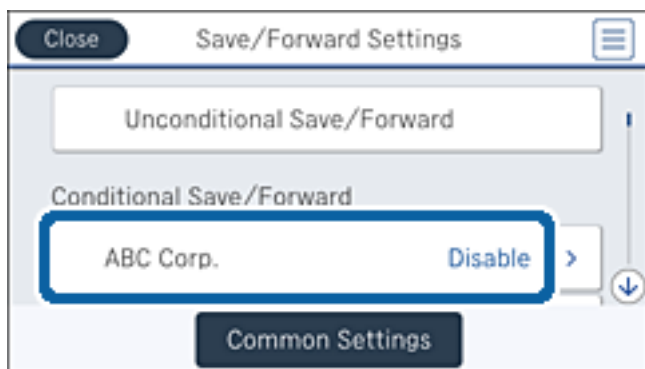 Close Save/Forward Settings
Unconditional Save/Forward
Conditional Save/Forward
ABC Corp. Disable >
Common Settings